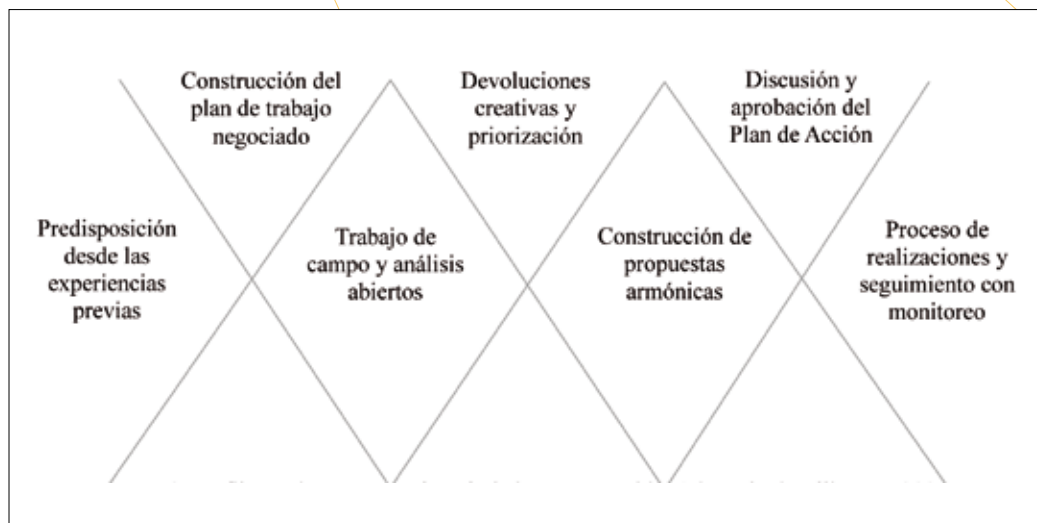 Construcción del
plan de trabajo
negociado
Devoluciones
creativas y
priorización
Discusión y
aprobación del
Plan de Acción
Predisposición
desde las
experiencias
previas
Trabajo de
campo y análisis
abiertos
Construcción de
propuestas
armónicas
Proceso de
realizaciones y
seguimiento con
monitoreo